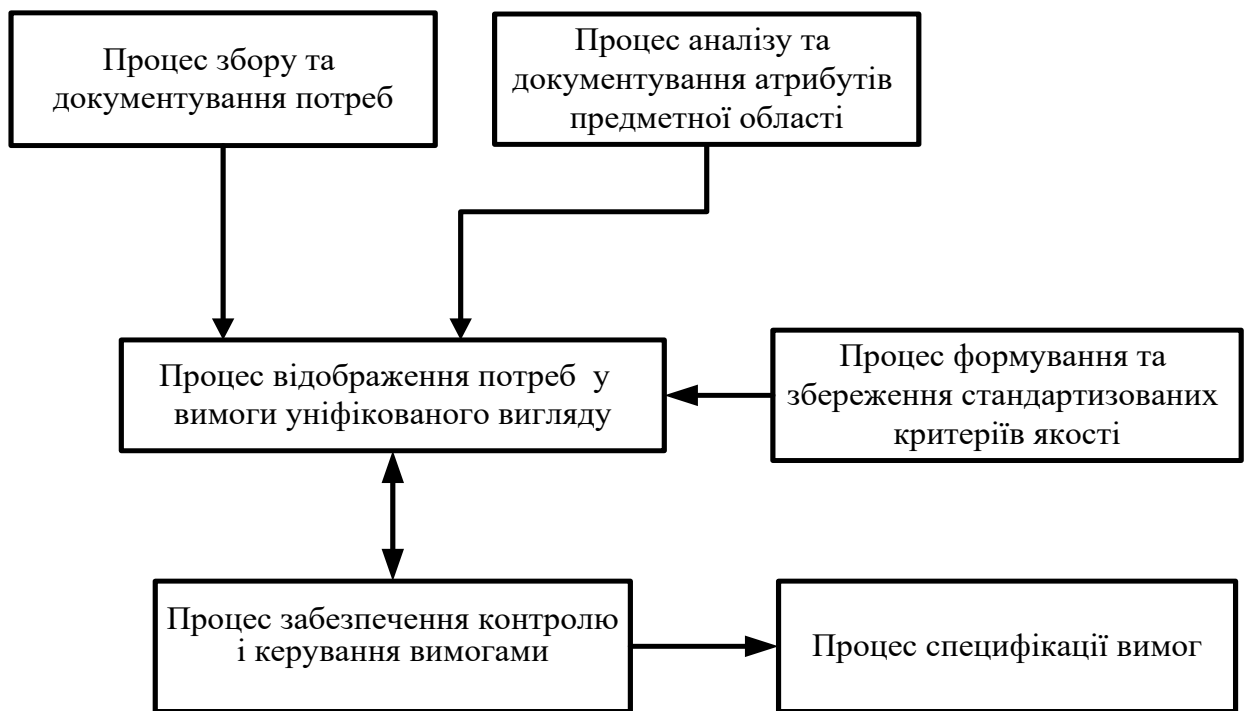 Процес збору та
документування потреб
Процес аналізу та
документування атрибутів
предметної області
Процес відображення потреб у
вимоги уніфікованого вигляду
Процес формування та
збереження стандартизованих
критеріїв якості
Процес забезпечення контролю
і керування вимогами
Процес специфікації вимог